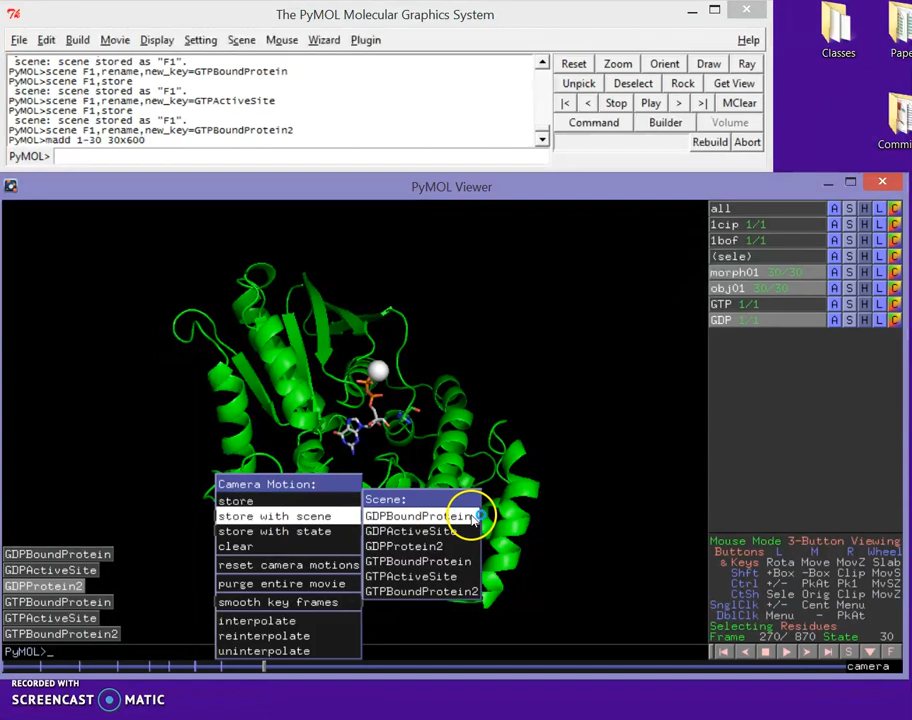 The PyMOL Molecular Graphics System
File Edit Build Movie Display Setting Scene Mouse Wizard Plugin Help
scene: scene stored as "F1".
PyMOL>scene F1,rename,new_key=GTPBoundProtein
scene: scene stored as "F1".
PyMOL>scene F1,rename,new_key=GTPActiveSite
PyMOL>scene F1,store
scene: scene stored as "F1".
PyMOL>scene F1,rename,new_key=GTPBoundProtein2
PyMOL>madd 1-30 30x600
PyMOL>
Reset Zoom Orient Draw Ray
Unpick Deselect Rock Get View
|< < Stop Play > >| MClear
Command Builder Volume
Rebuild Abort
Classes
PyMOL Viewer
all A S H L C
1cip 1/1 A S H L C
1bof 1/1 A S H L C
(sele) A S H L C
morph01 30/30 A S H L C
obj01 30/30 A S H L C
GTP 1/1 A S H L C
GDP 1/1 A S H L C
Camera Motion:
store
store with scene
store with state
clear
reset camera motions
purge entire movie
smooth key frames
interpolate
reinterpolate
uninterpolate
Scene:
GDPBoundProtein
GDPActiveSite
GDPProtein2
GTPBoundProtein
GTPActiveSite
GTPBoundProtein2
GDPBoundProtein
GDPActiveSite
GDPProtein2
GTPBoundProtein
GTPActiveSite
GTPBoundProtein2
PyMOL>_
Mouse Mode 3-Button Viewing
Buttons L M R Wheel
& Keys Rota Move MovZ Slab
Shft +Box -Box Clip MovS
Ctrl +/- PkAt Pk1 MvSZ
CtSh Sele Orig Clip MovZ
SnglClk +/- Cent Menu
DblClk Menu - PkAt
Selecting Residues
Frame 270/ 870 State 30
S F
camera
RECORDED WITH
SCREENCAST MATIC